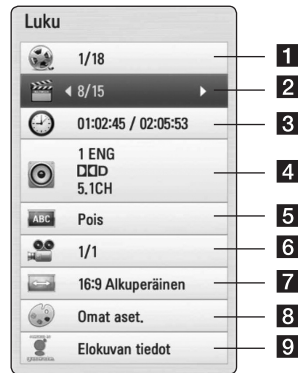 Luku
1/18
1
8/15
2
01:02:45 / 02:05:53
3
1 ENG
DD D
5.1CH
4
ABC
Pois
5
1/1
6
16:9 Alkuperäinen
7
Omat aset.
8
Elokuvan tiedot
9